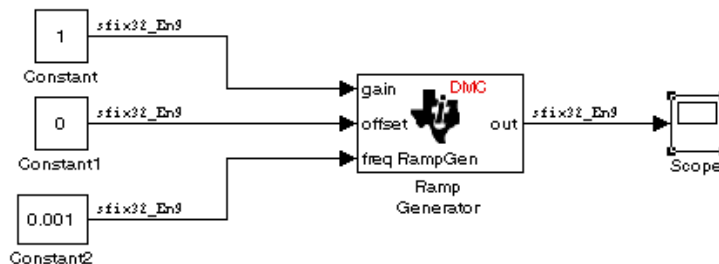 sfix32_En9
1
Constant
DMC
gain
sfix32_En9
0
offset
out
sfix32_En9
Constant1
freq RampGen
Ramp
Generator
Scope
sfix32_En9
0.001
Constant2